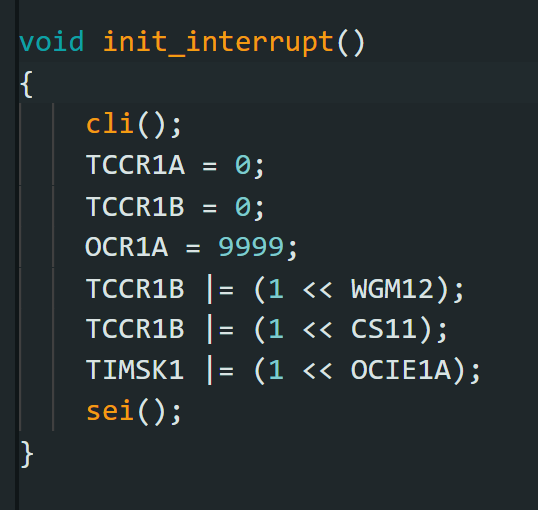 void init_interrupt()
{
    cli();
    TCCR1A = 0;
    TCCR1B = 0;
    OCR1A = 9999;
    TCCR1B |= (1 << WGM12);
    TCCR1B |= (1 << CS11);
    TIMSK1 |= (1 << OCIE1A);
    sei();
}